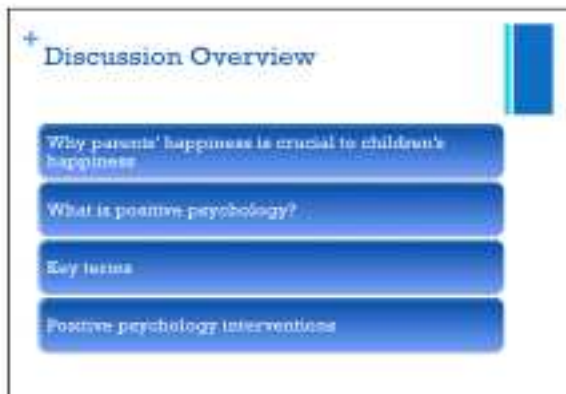 +
Discussion Overview
Why parents' happiness is crucial to children's
happiness
What is positive psychology?
Key terms
Positive psychology interventions